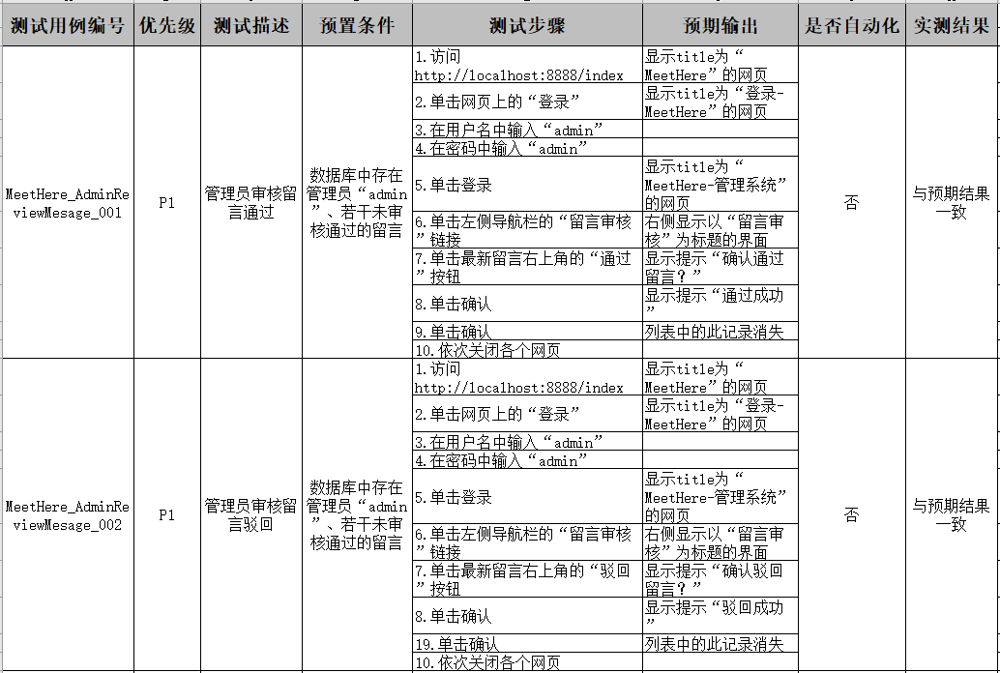 测试用例编号 优先级 测试描述 预置条件 测试步骤 预期输出 是否自动化 实测结果
MeetHere_AdminRe
viewMesage_001
P1
管理员审核留
言通过
数据库中存在
管理员“admin
”、若干未审
核通过的留言
1.访问
http://localhost:8888/index
显示title为“
MeetHere”的网页
2.单击网页上的“登录”
显示title为“登录-
MeetHere”的网页
3.在用户名中输入“admin”
4.在密码中输入“admin”
5.单击登录
显示title为“
MeetHere-管理系统”
的网页
6.单击左侧导航栏的“留言审核
”链接
右侧显示以“留言审
核”为标题的界面
7.单击最新留言右上角的“通过
”按钮
显示提示“确认通过
留言？”
8.单击确认
显示提示“通过成功
”
9.单击确认
列表中的此记录消失
10.依次关闭各个网页
否
与预期结果
一致
MeetHere_AdminRe
viewMesage_002
P1
管理员审核留
言驳回
数据库中存在
管理员“admin
”、若干未审
核通过的留言
1.访问
http://localhost:8888/index
显示title为“
MeetHere”的网页
2.单击网页上的“登录”
显示title为“登录-
MeetHere”的网页
3.在用户名中输入“admin”
4.在密码中输入“admin”
5.单击登录
显示title为“
MeetHere-管理系统”
的网页
6.单击左侧导航栏的“留言审核
”链接
右侧显示以“留言审
核”为标题的界面
7.单击最新留言右上角的“驳回
”按钮
显示提示“确认驳回
留言？”
8.单击确认
显示提示“驳回成功
”
19.单击确认
列表中的此记录消失
10.依次关闭各个网页
否
与预期结果
一致